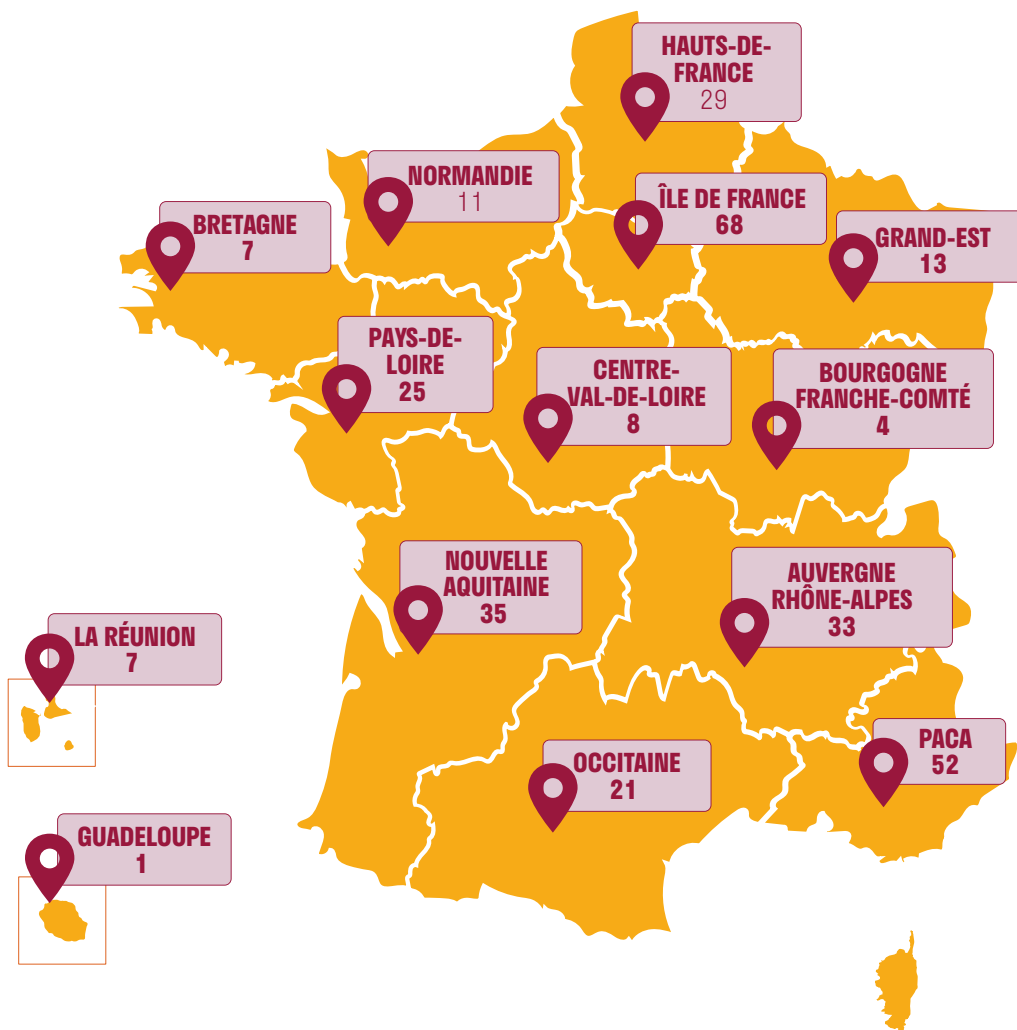 HAUTS-DE-
FRANCE
29
NORMANDIE
11
ÎLE DE FRANCE
68
BRETAGNE
7
GRAND-EST
13
PAYS-DE-
LOIRE
25
CENTRE-
VAL-DE-LOIRE
8
BOURGOGNE
FRANCHE-COMTÉ
4
NOUVELLE
AQUITAINE
35
AUVERGNE
RHÔNE-ALPES
33
LA RÉUNION
7
OCCITAINE
21
PACA
52
GUADELOUPE
1